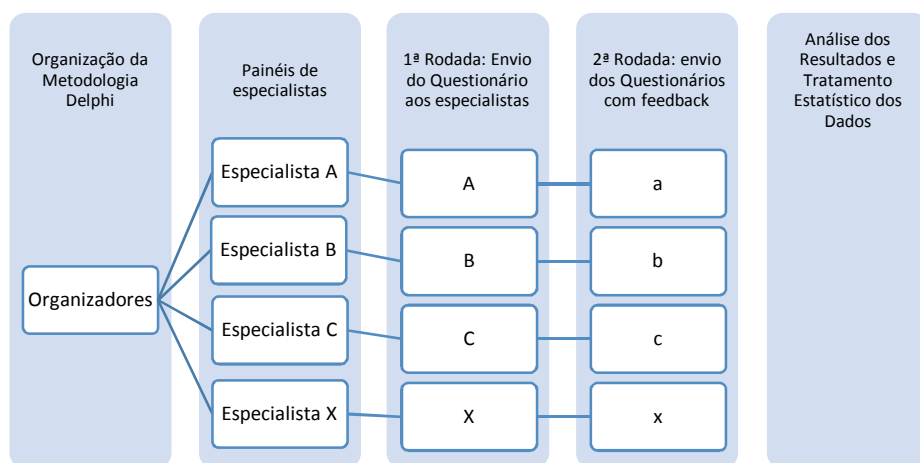 Organização da
Metodologia
Delphi
Painéis de
especialistas
1ª Rodada: Envio
do Questionário
aos especialistas
2ª Rodada: envio
dos Questionários
com feedback
Análise dos
Resultados e
Tratamento
Estatístico dos
Dados
Organizadores
Especialista A
A
a
Especialista B
B
b
Especialista C
C
c
Especialista X
X
x